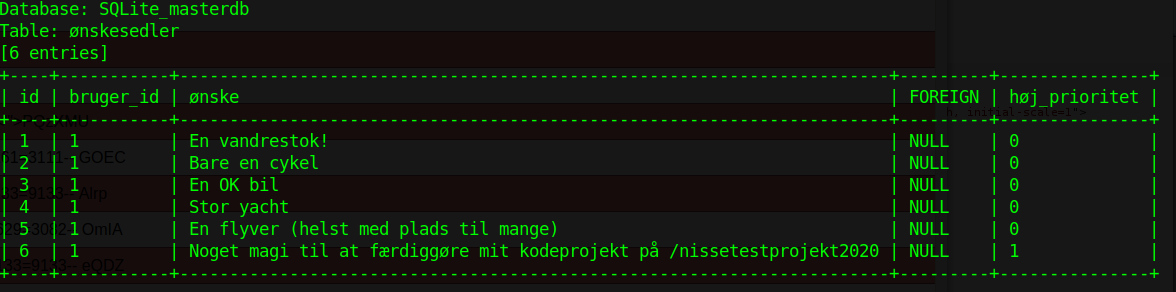 Database: SQLite_masterdb
Table: ønskesedler
[6 entries]
+----+-----------+------------------------------------------------------------------------+---------+---------------+
| id | bruger_id | ønske | FOREIGN | høj_prioritet |
+----+-----------+------------------------------------------------------------------------+---------+---------------+
| 1 | 1 | En vandrestok! | NULL | 0 |
| 2 | 1 | Bare en cykel | NULL | 0 |
| 3 | 1 | En OK bil | NULL | 0 |
| 4 | 1 | Stor yacht | NULL | 0 |
| 5 | 1 | En flyver (helst med plads til mange) | NULL | 0 |
| 6 | 1 | Noget magi til at færdiggøre mit kodeprojekt på /nissetestprojekt2020 | NULL | 1 |
+----+-----------+------------------------------------------------------------------------+---------+---------------+